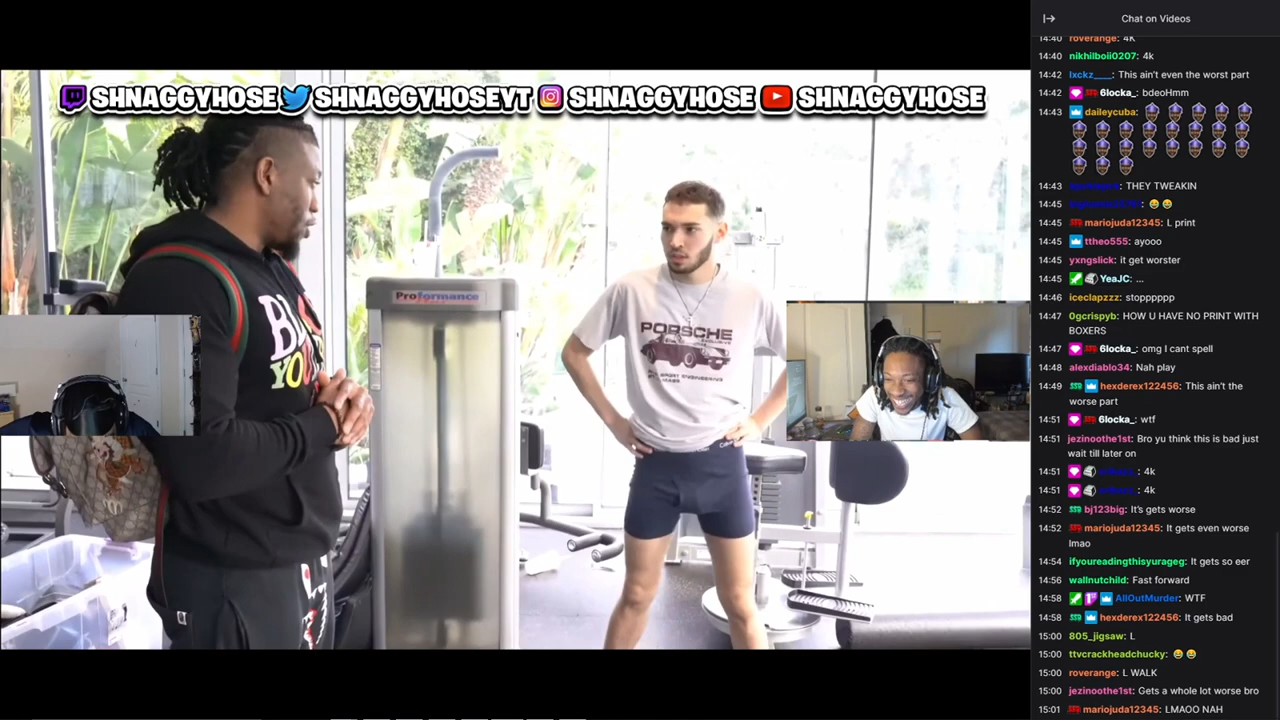 SHNAGGYHOSE SHNAGGYHOSEYT SHNAGGYHOSE SHNAGGYHOSE
Proformance
PORSCHE
Chat on Videos
14:40 roverange: 4K
14:40 nikhilboii0207: 4k
14:42 lxckz____: This ain't even the worst part
14:42 6locka_: bdeoHmm
14:43 daileycuba:
14:43 : THEY TWEAKIN
14:45 :
14:45 mariojuda12345: L print
14:45 ttheo555: ayooo
14:45 yxngslick: it get worster
14:45 YeaJC: ...
14:46 iceclapzzz: stopppppp
14:47 0gcrispyb: HOW U HAVE NO PRINT WITH
BOXERS
14:47 6locka_: omg I cant spell
14:48 alexdiablo34: Nah play
14:49 hexderex122456: This ain't the
worse part
14:51 6locka_: wtf
14:51 jezinoothe1st: Bro yu think this is bad just
wait till later on
14:51 : 4k
14:51 : 4k
14:52 bj123big: It's gets worse
14:52 mariojuda12345: It gets even worse
lmao
14:54 ifyoureadingthisyurageg: It gets so eer
14:56 wallnutchild: Fast forward
14:58 AllOutMurder: WTF
14:58 hexderex122456: It gets bad
15:00 805_jigsaw: L
15:00 ttvcrackheadchucky:
15:00 roverange: L WALK
15:00 jezinoothe1st: Gets a whole lot worse bro
15:01 mariojuda12345: LMAOO NAH